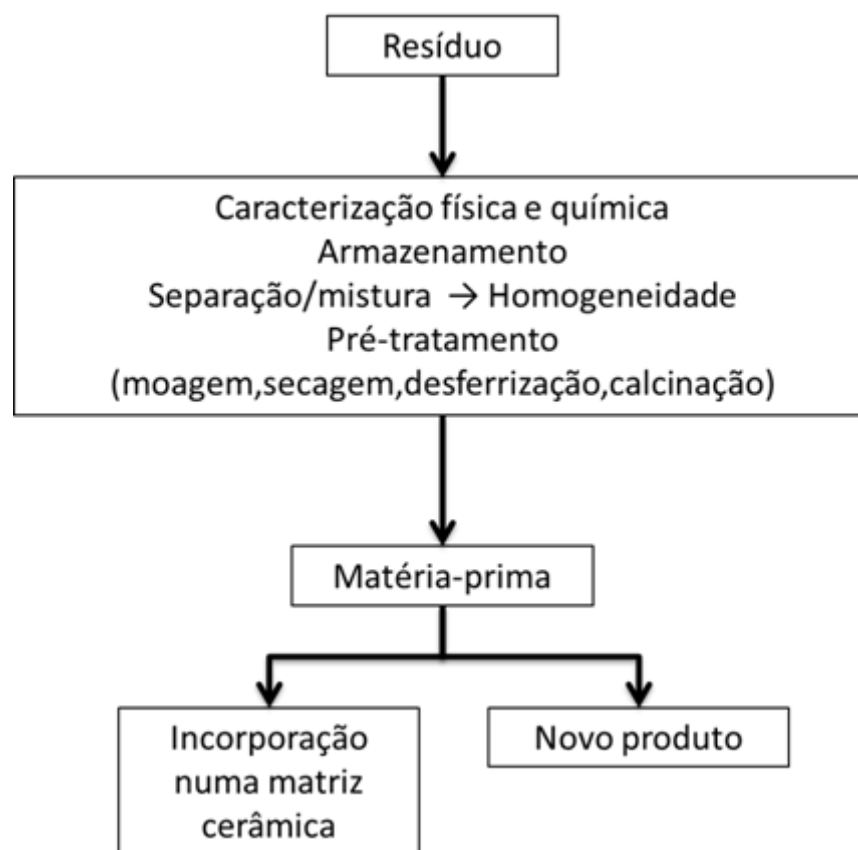 Resíduo
Caracterização física e química
Armazenamento
Separação/mistura → Homogeneidade
Pré-tratamento
(moagem,secagem,desferrização,calcinação)
Matéria-prima
Incorporação
numa matriz
cerâmica
Novo produto